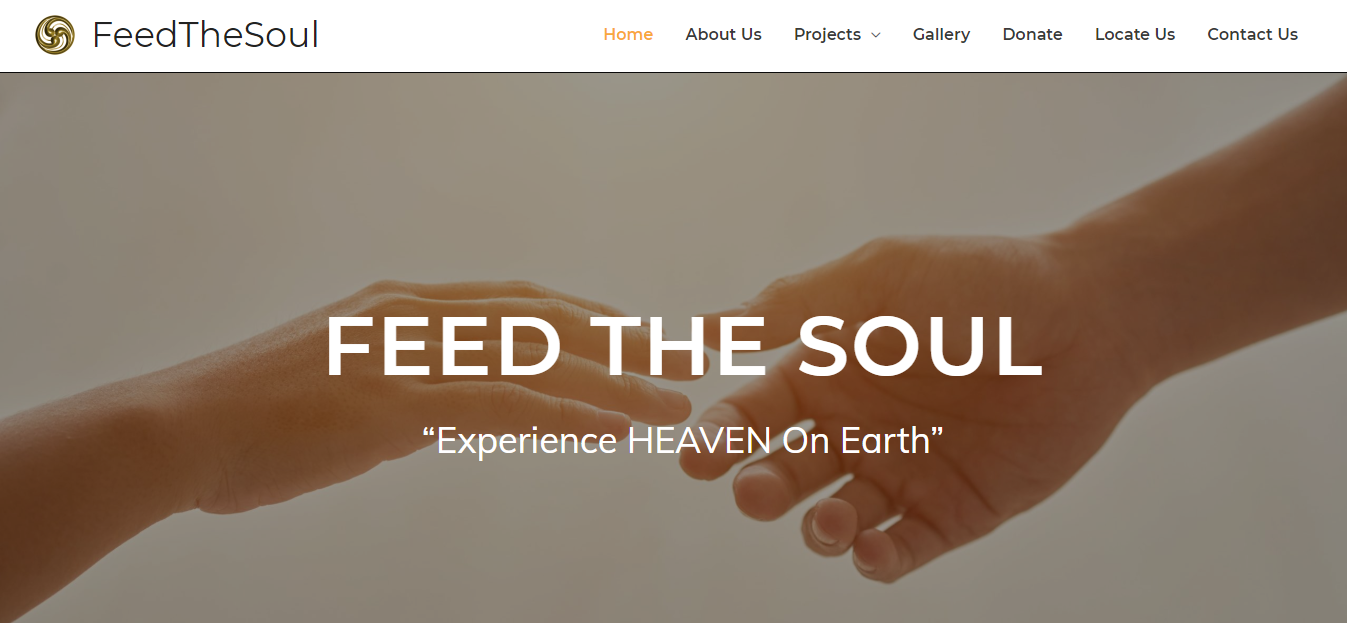 FeedTheSoul
Home About Us Projects Gallery Donate Locate Us Contact Us
FEED THE SOUL
“Experience HEAVEN On Earth”